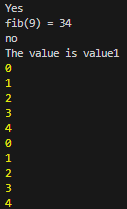 Yes
fib(9) = 34
no
The value is value1
0
1
2
3
4
0
1
2
3
4